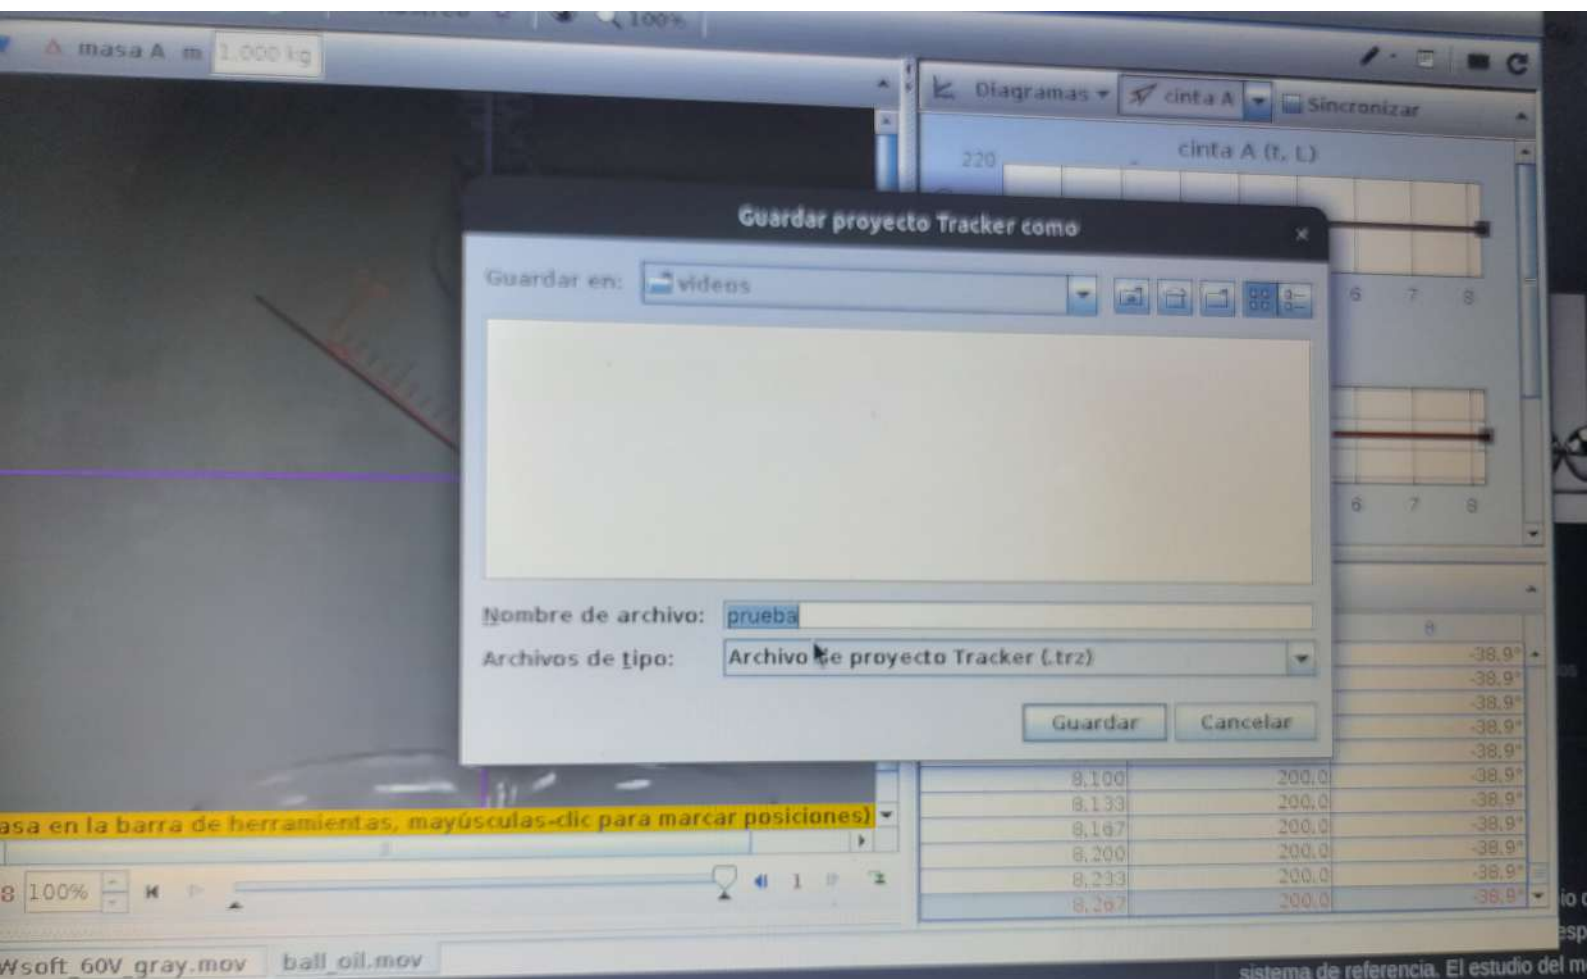 100%
masa A m 1.000 kg
Diagramas cinta A Sincronizar
cinta A (t, L)
220
Guardar proyecto Tracker como
Guardar en: videos
6 7 8
6 7 8
Nombre de archivo: prueba
Archivos de tipo: Archivo de proyecto Tracker (.trz)
Guardar Cancelar
θ
-38,9°
-38,9°
-38,9°
-38,9°
-38,9°
8,100 200,0 -38,9°
8,133 200,0 -38,9°
8,167 200,0 -38,9°
8,200 200,0 -38,9°
8,233 200,0 -38,9°
8,267 200,0 -38,9°
asa en la barra de herramientas, mayúsculas-clic para marcar posiciones)
8 100% 1
Wsoft_60V_gray.mov ball_oil.mov
sistema de referencia. El estudio del m